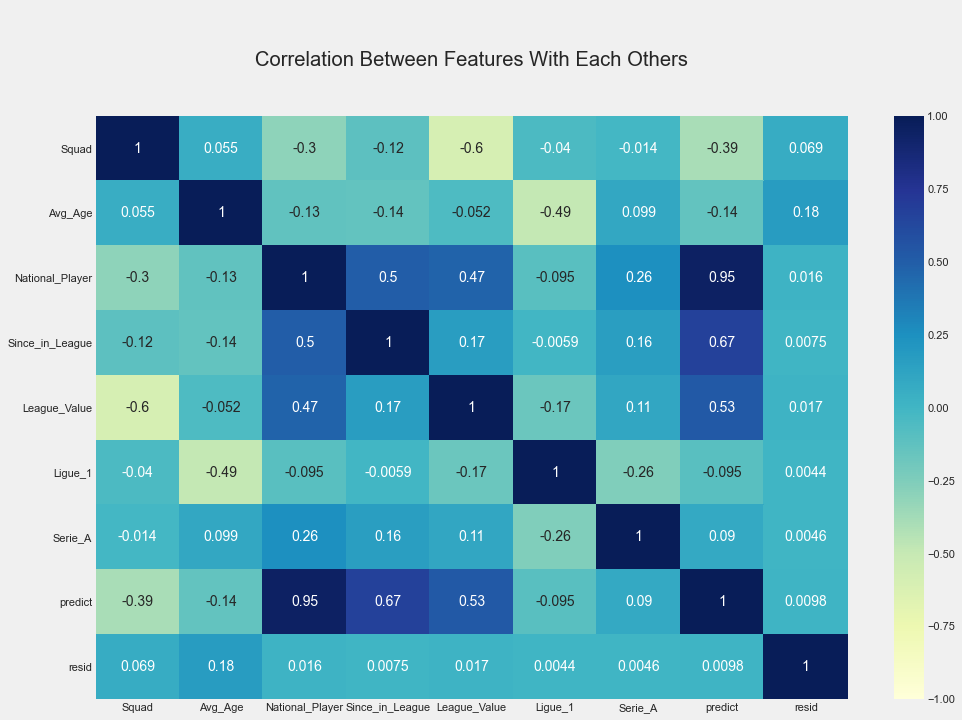 Correlation Between Features With Each Others
Squad 1 0.055 -0.3 -0.12 -0.6 -0.04 -0.014 -0.39 0.069
Avg_Age 0.055 1 -0.13 -0.14 -0.052 -0.49 0.099 -0.14 0.18
National_Player -0.3 -0.13 1 0.5 0.47 -0.095 0.26 0.95 0.016
Since_in_League -0.12 -0.14 0.5 1 0.17 -0.0059 0.16 0.67 0.0075
League_Value -0.6 -0.052 0.47 0.17 1 -0.17 0.11 0.53 0.017
Ligue_1 -0.04 -0.49 -0.095 -0.0059 -0.17 1 -0.26 -0.095 0.0044
Serie_A -0.014 0.099 0.26 0.16 0.11 -0.26 1 0.09 0.0046
predict -0.39 -0.14 0.95 0.67 0.53 -0.095 0.09 1 0.0098
resid 0.069 0.18 0.016 0.0075 0.017 0.0044 0.0046 0.0098 1
Squad Avg_Age National_Player Since_in_League League_Value Ligue_1 Serie_A predict resid
1.00
0.75
0.50
0.25
0.00
−0.25
−0.50
−0.75
−1.00